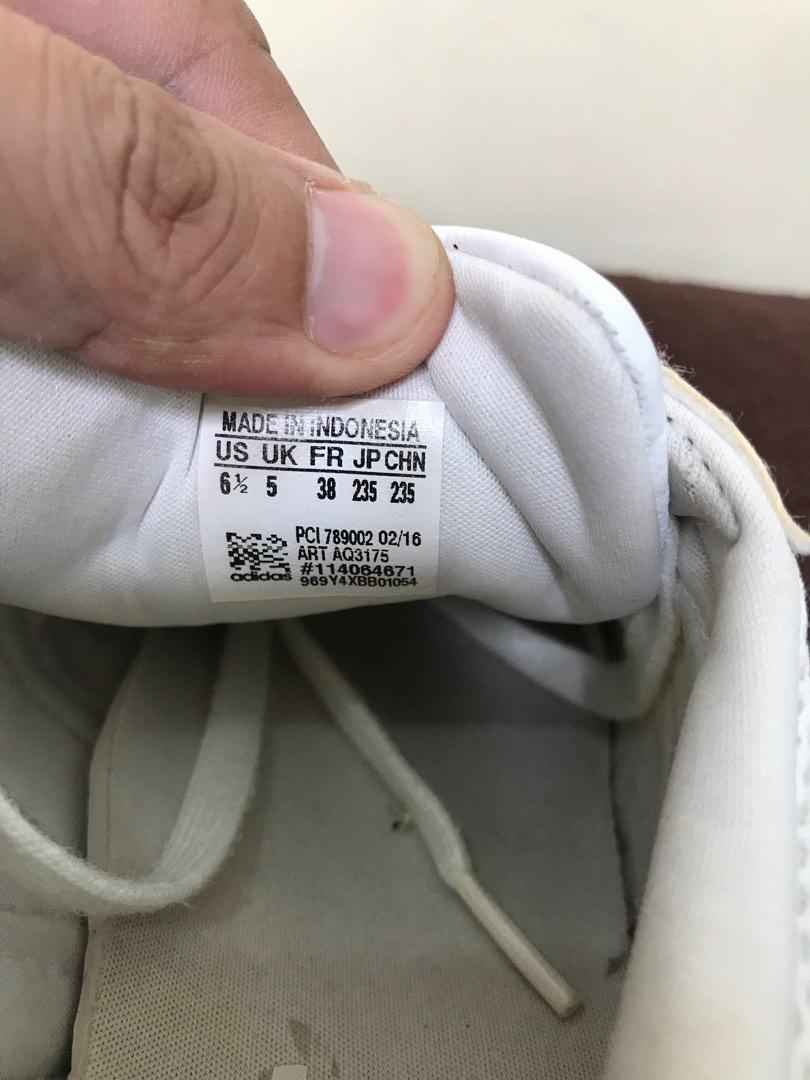 MADE IN INDONESIA
US UK FR JP CHN
6½ 5 38 235 235
PCI 789002 02/16
ART AQ3175
#114064671
adidas 969Y4XBB01054